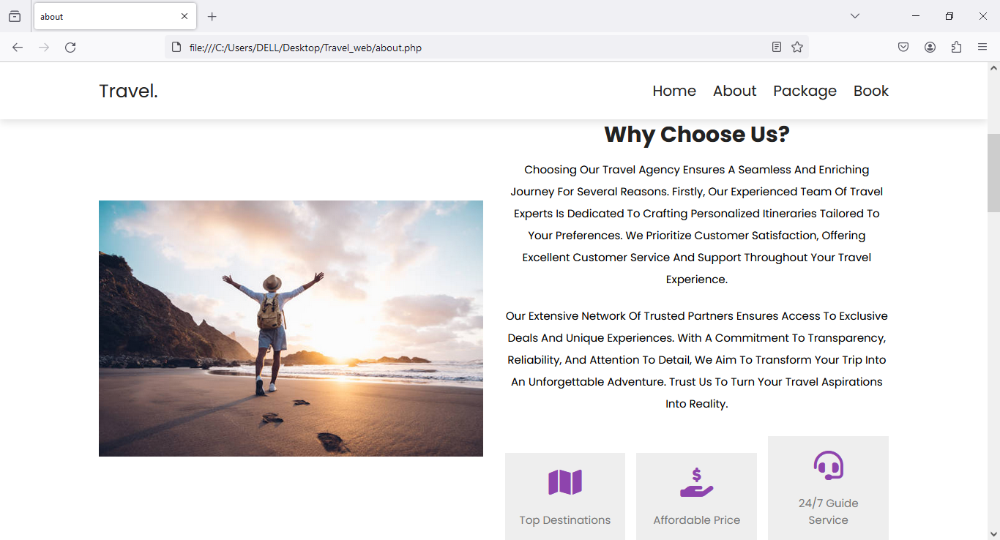 about
file:///C:/Users/DELL/Desktop/Travel_web/about.php
Travel.
Home About Package Book
Why Choose Us?
Choosing Our Travel Agency Ensures A Seamless And Enriching
Journey For Several Reasons. Firstly, Our Experienced Team Of Travel
Experts Is Dedicated To Crafting Personalized Itineraries Tailored To
Your Preferences. We Prioritize Customer Satisfaction, Offering
Excellent Customer Service And Support Throughout Your Travel
Experience.
Our Extensive Network Of Trusted Partners Ensures Access To Exclusive
Deals And Unique Experiences. With A Commitment To Transparency,
Reliability, And Attention To Detail, We Aim To Transform Your Trip Into
An Unforgettable Adventure. Trust Us To Turn Your Travel Aspirations
Into Reality.
Top Destinations
Affordable Price
24/7 Guide
Service